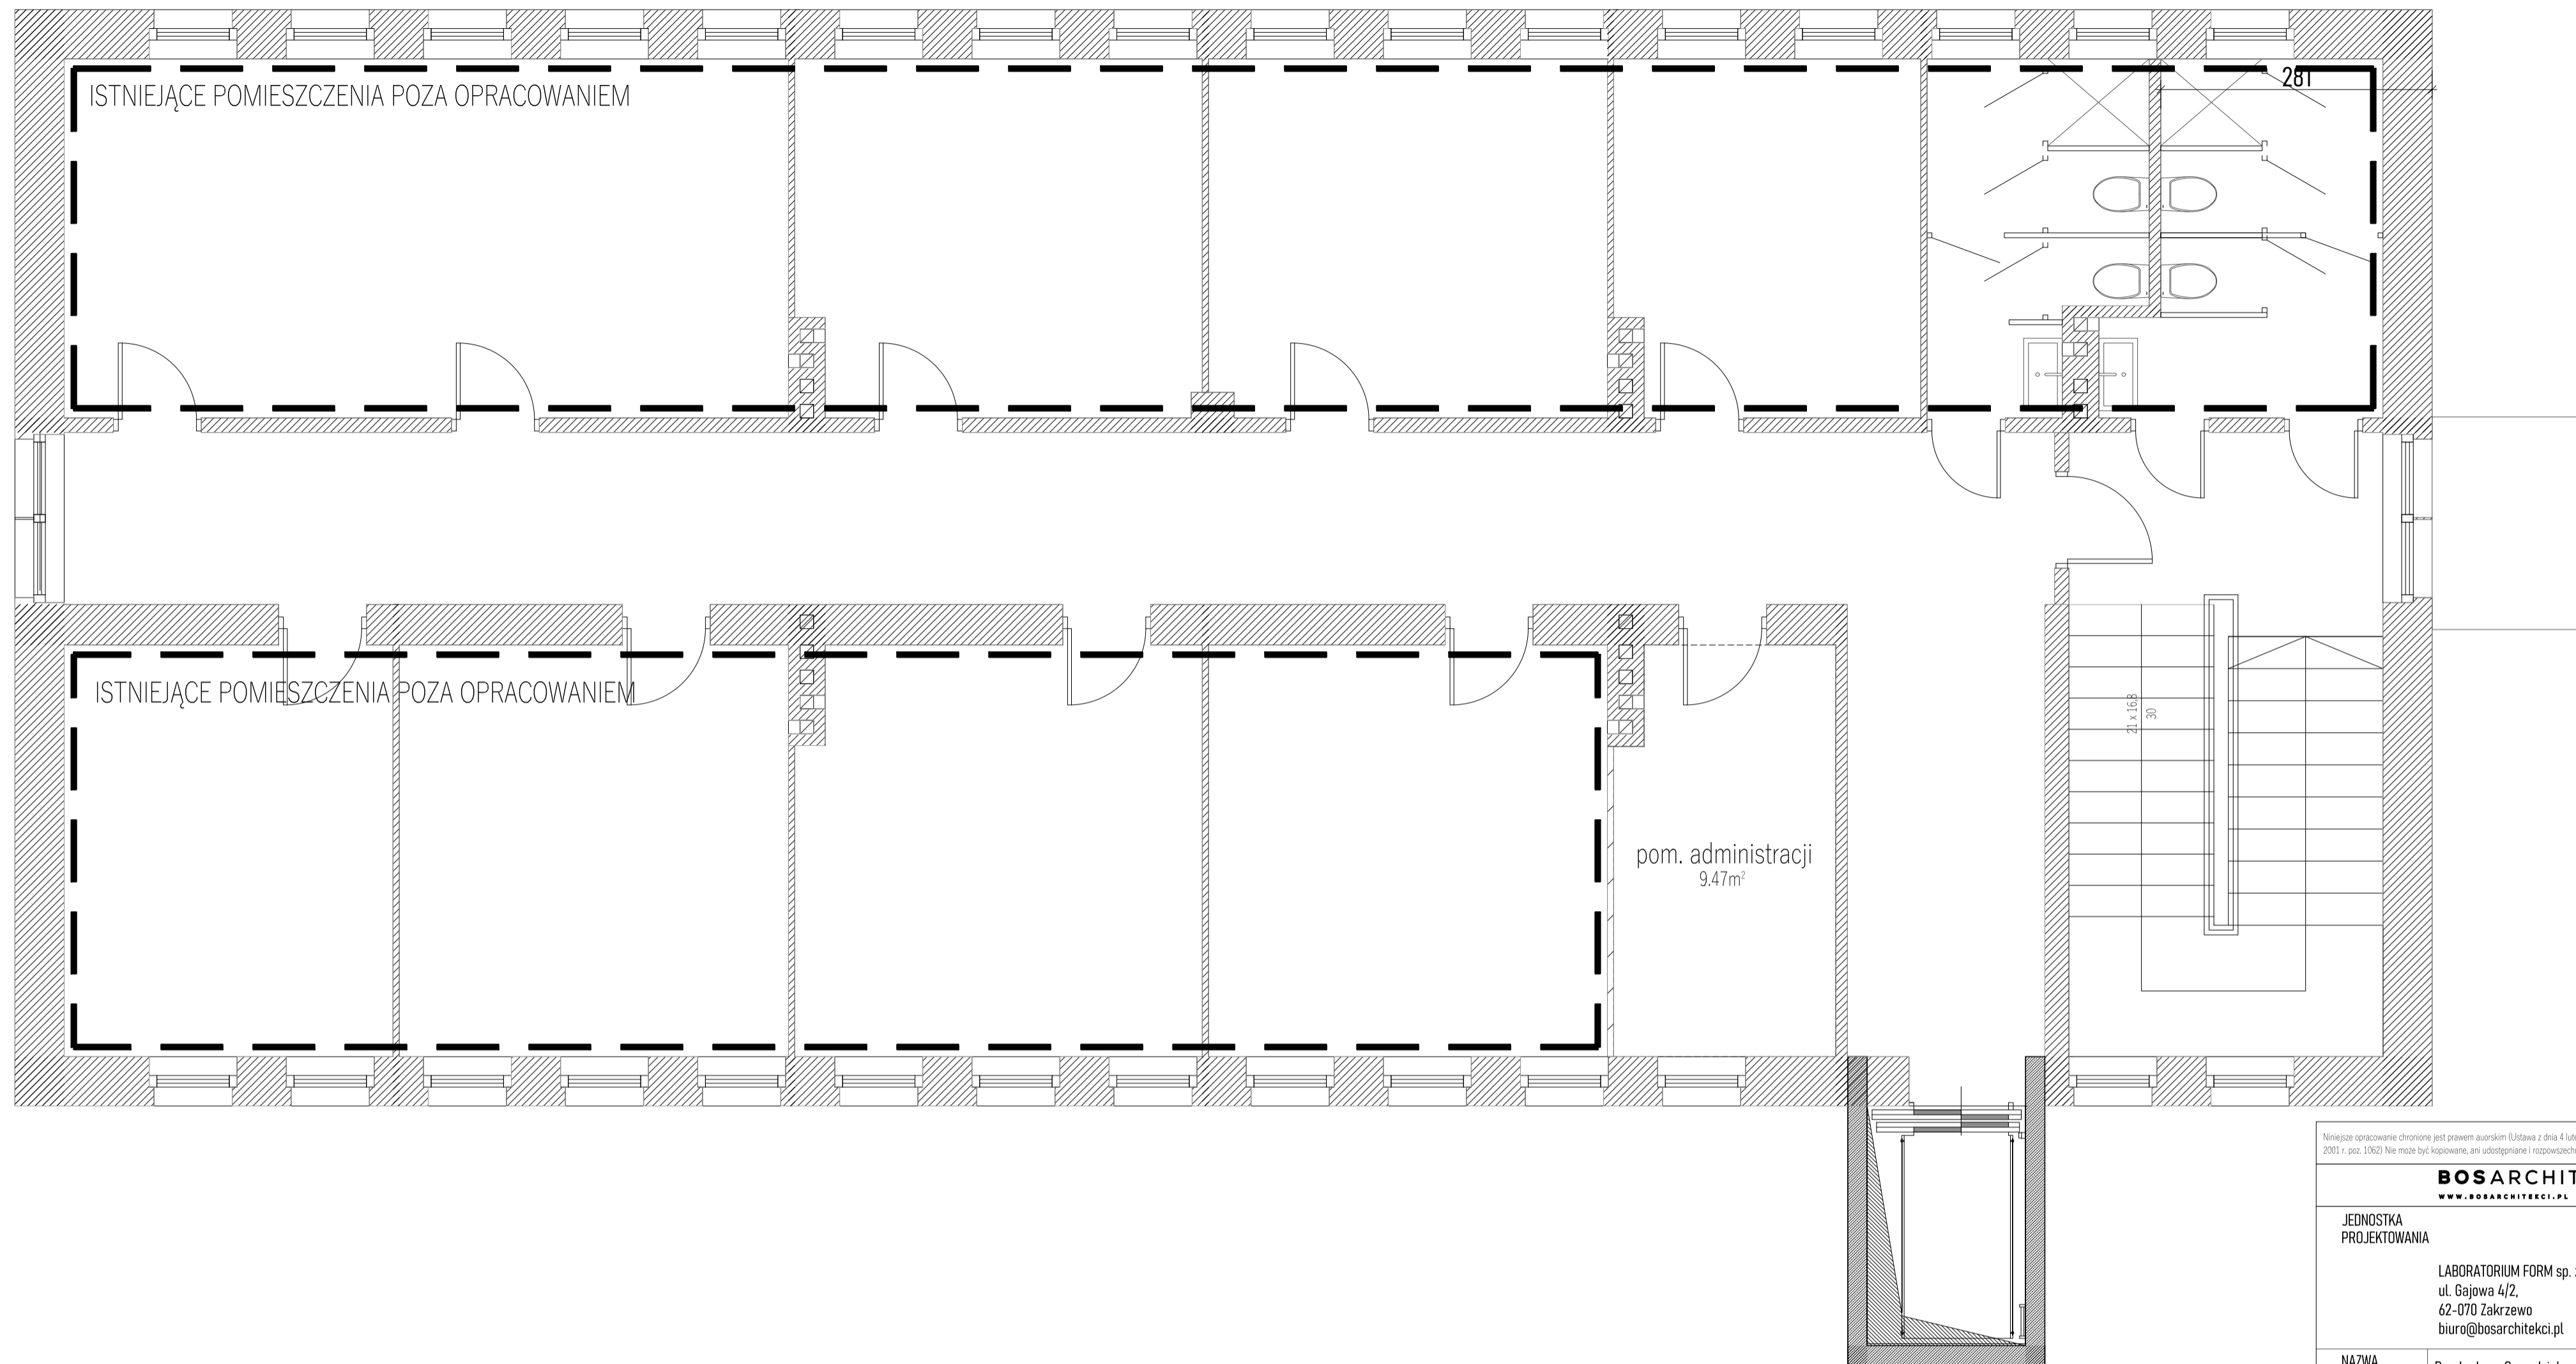 ISTNIEJĄCE POMIESZCZENIA POZA OPRACOWANIEM
281
ISTNIEJĄCE POMIESZCZENIA POZA OPRACOWANIEM
21 x 16,8
30
pom. administracji
9.47m²
Niniejsze opracowanie chronione jest prawem auorskim (Ustawa z dnia 4 lute
2001 r. poz. 1062) Nie może być kopiowane, ani udostępniane i rozpowszech
BOSARCHIT
WWW.BOSARCHITEKCI.PL
JEDNOSTKA
PROJEKTOWANIA
LABORATORIUM FORM sp.
ul. Gajowa 4/2,
62-070 Zakrzewo
biuro@bosarchitekci.pl
NAZWA